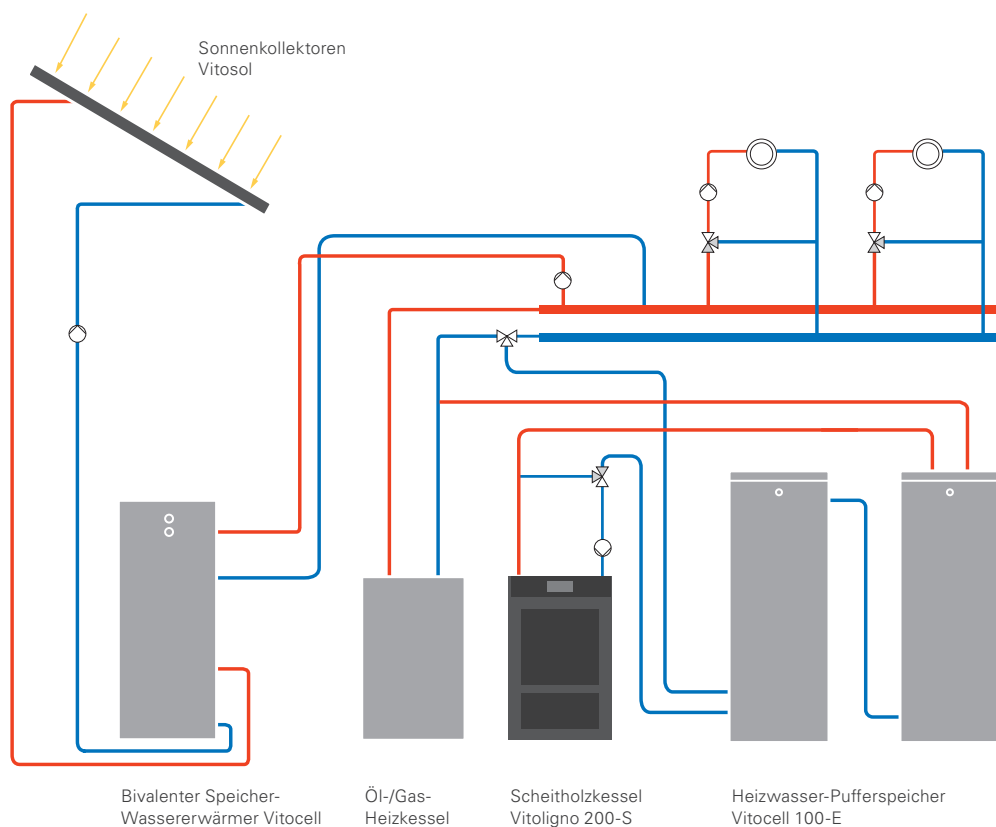 Sonnenkollektoren
Vitosol
Bivalenter Speicher-
Wassererwärmer Vitocell
Öl-/Gas-
Heizkessel
Scheitholzkessel
Vitoligno 200-S
Heizwasser-Pufferspeicher
Vitocell 100-E